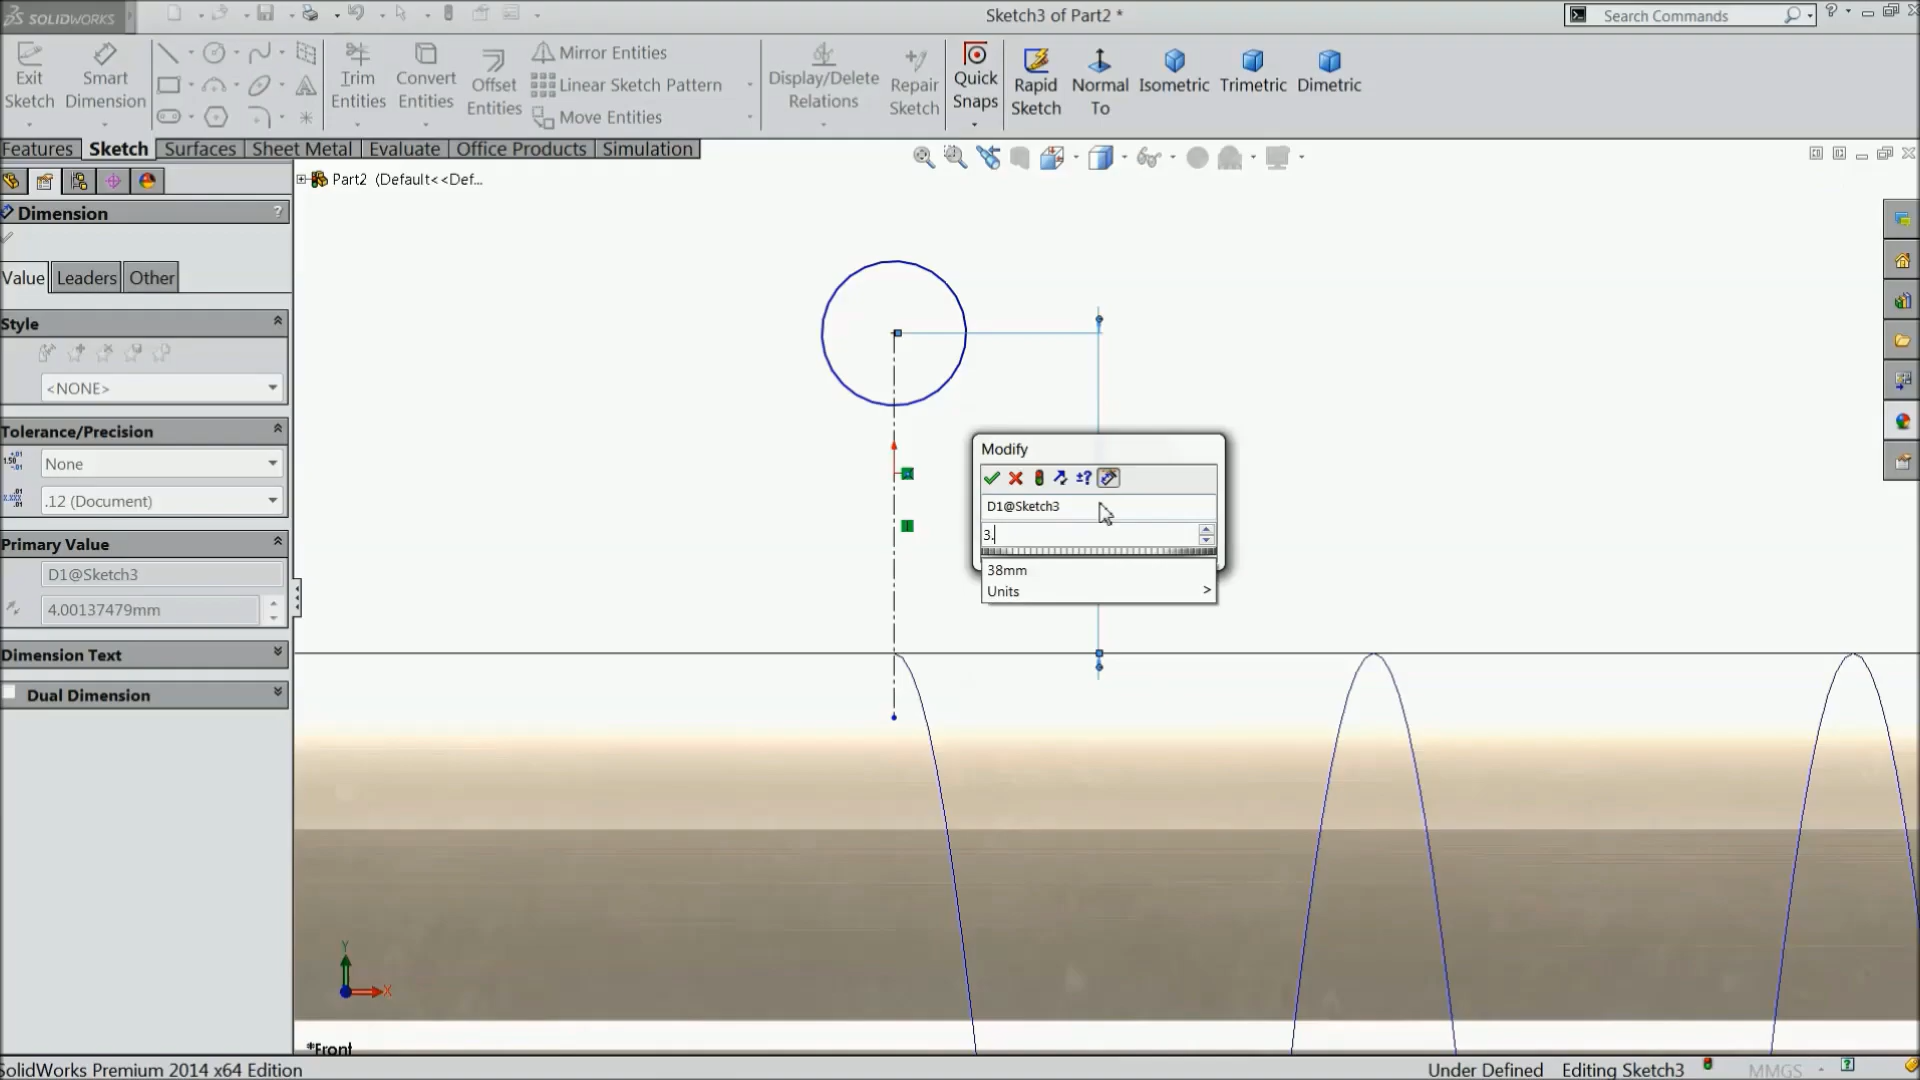 SOLIDWORKS
Sketch3 of Part2 *
Search Commands
Exit Sketch
Smart Dimension
Trim Entities
Convert Entities
Offset Entities
Mirror Entities
Linear Sketch Pattern
Move Entities
Display/Delete Relations
Repair Sketch
Quick Snaps
Rapid Sketch
Normal To
Isometric
Trimetric
Dimetric
Features
Sketch
Surfaces
Sheet Metal
Evaluate
Office Products
Simulation
Part2 (Default<<Def...
Dimension
?
Value
Leaders
Other
Style
<NONE>
Tolerance/Precision
None
.12 (Document)
Primary Value
D1@Sketch3
4.00137479mm
Dimension Text
Dual Dimension
Modify
D1@Sketch3
3.
38mm
Units >
Y
X
*Front
SolidWorks Premium 2014 x64 Edition
Under Defined
Editing Sketch3
MMGS